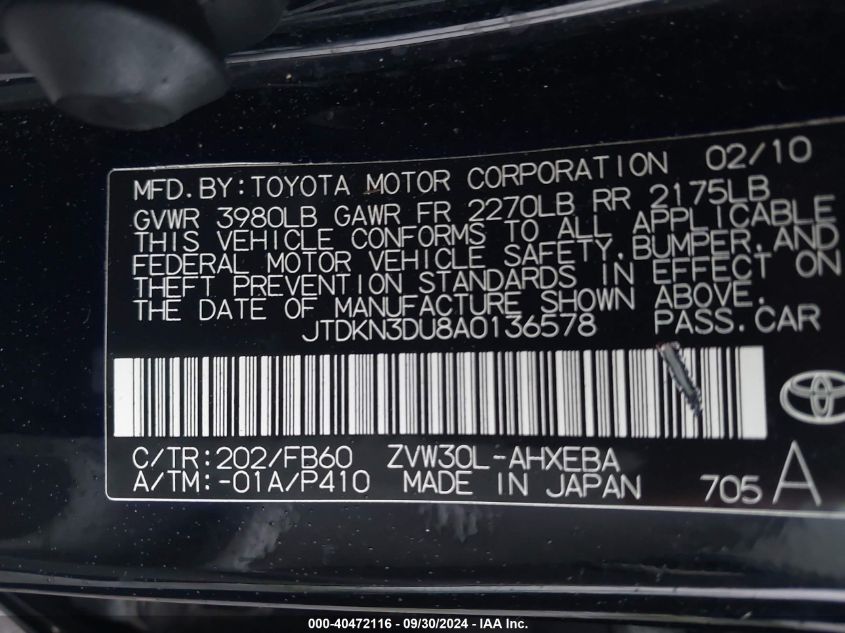 MFD.BY:TOYOTA MOTOR CORPORATION 02/10
GVWR 3980LB GAWR FR 2270LB RR 2175LB
THIS VEHICLE CONFORMS TO ALL APPLICABLE
FEDERAL MOTOR VEHICLE SAFETY,BUMPER,AND
THEFT PREVENTION STANDARDS IN EFFECT ON
THE DATE OF MANUFACTURE SHOWN ABOVE.
JTDKN3DU8A0136578 PASS.CAR
C/TR:202/FB60 ZVW30L-AHXEBA
A/TM:-01A/P410 MADE IN JAPAN 705 A
000-40472116 - 09/30/2024 - IAA Inc.